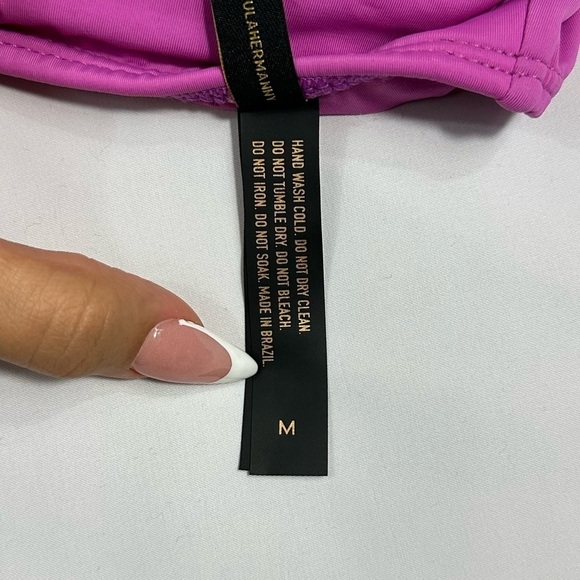 ULAHERMANNY
HAND WASH COLD. DO NOT DRY CLEAN.
DO NOT TUMBLE DRY. DO NOT BLEACH.
DO NOT IRON. DO NOT SOAK. MADE IN BRAZIL.
M